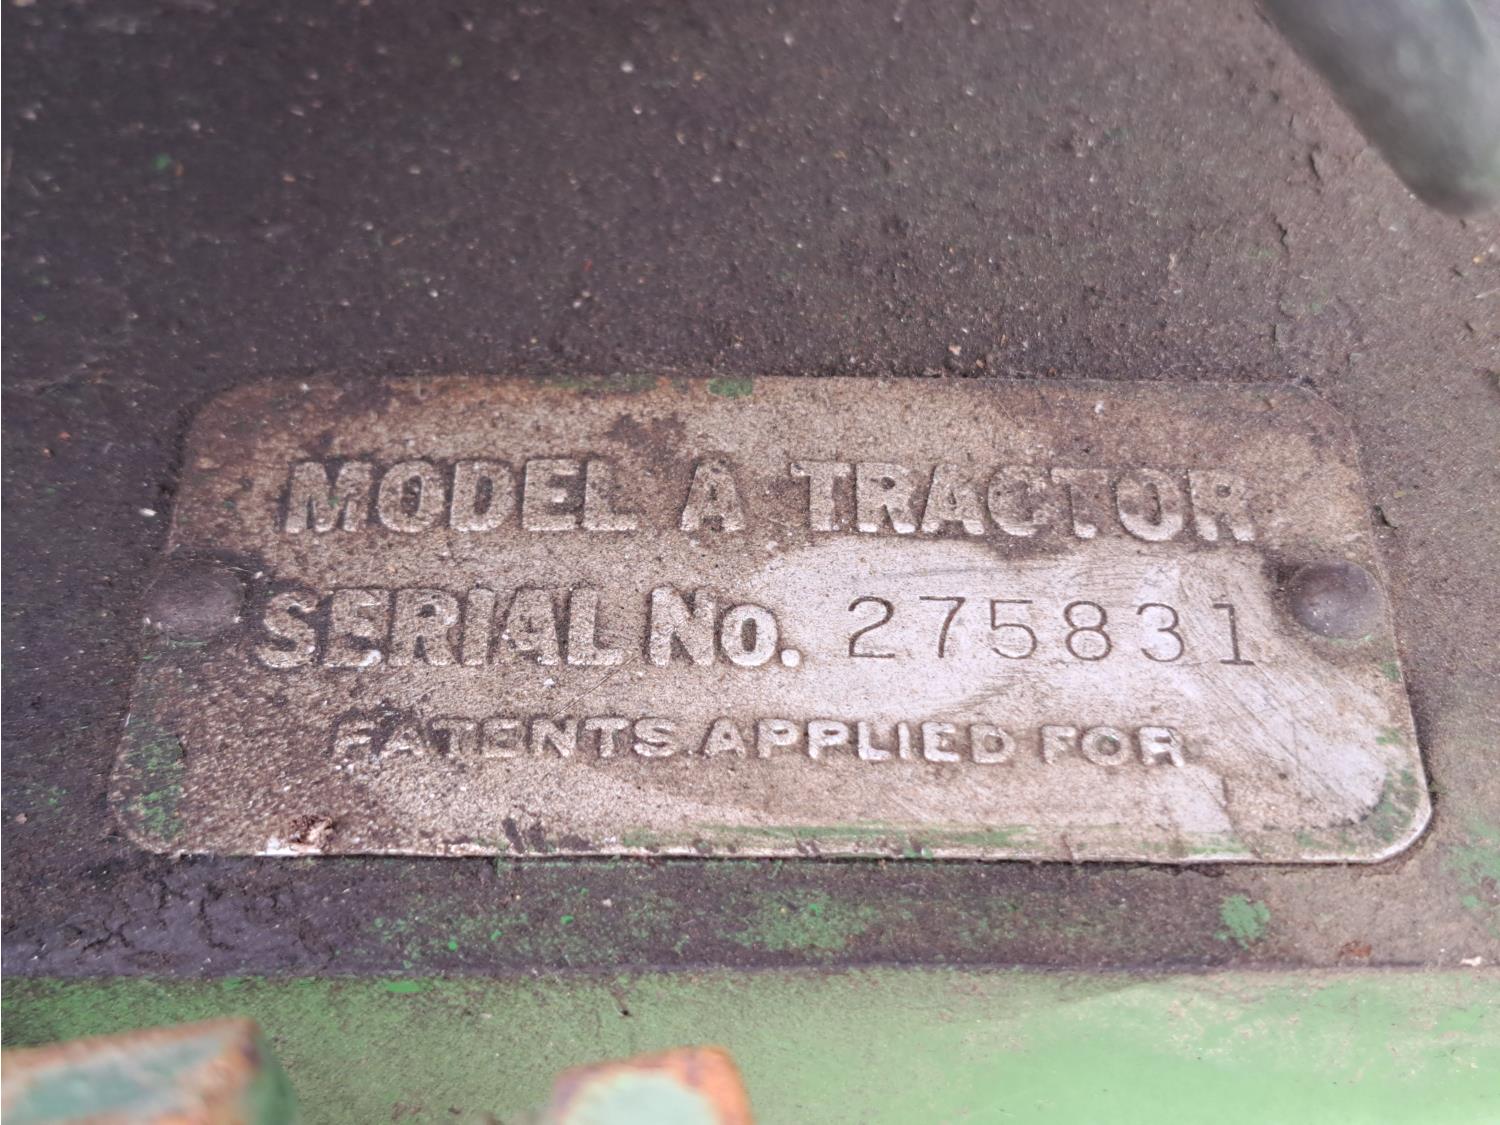 MODEL A TRACTOR
SERIAL No. 275831
PATENTS APPLIED FOR